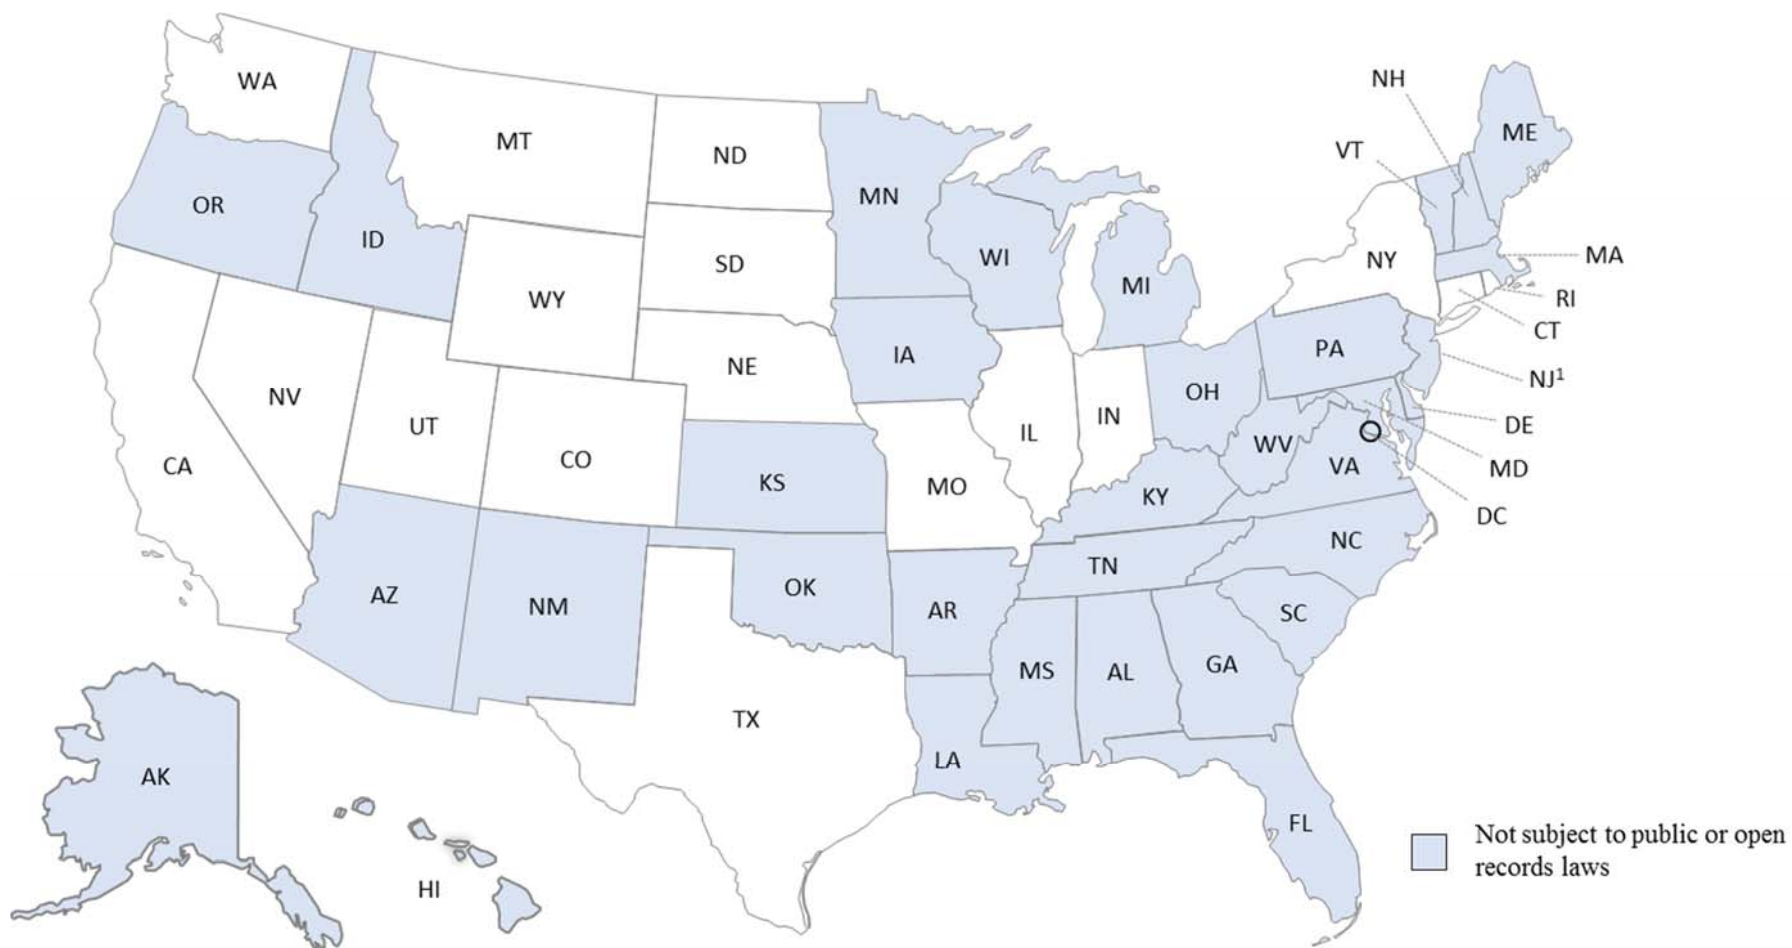 WA
MT
ND
MN
NH
ME
VT
OR
ID
SD
WI
MI
NY
MA
WY
RI
CT
NE
IA
PA
NJ¹
NV
UT
CO
IL
IN
OH
DE
CA
KS
MO
WV
VA
MD
KY
DC
AZ
NM
OK
AR
TN
NC
SC
MS
AL
GA
TX
LA
AK
FL
HI
Not subject to public or open
records laws